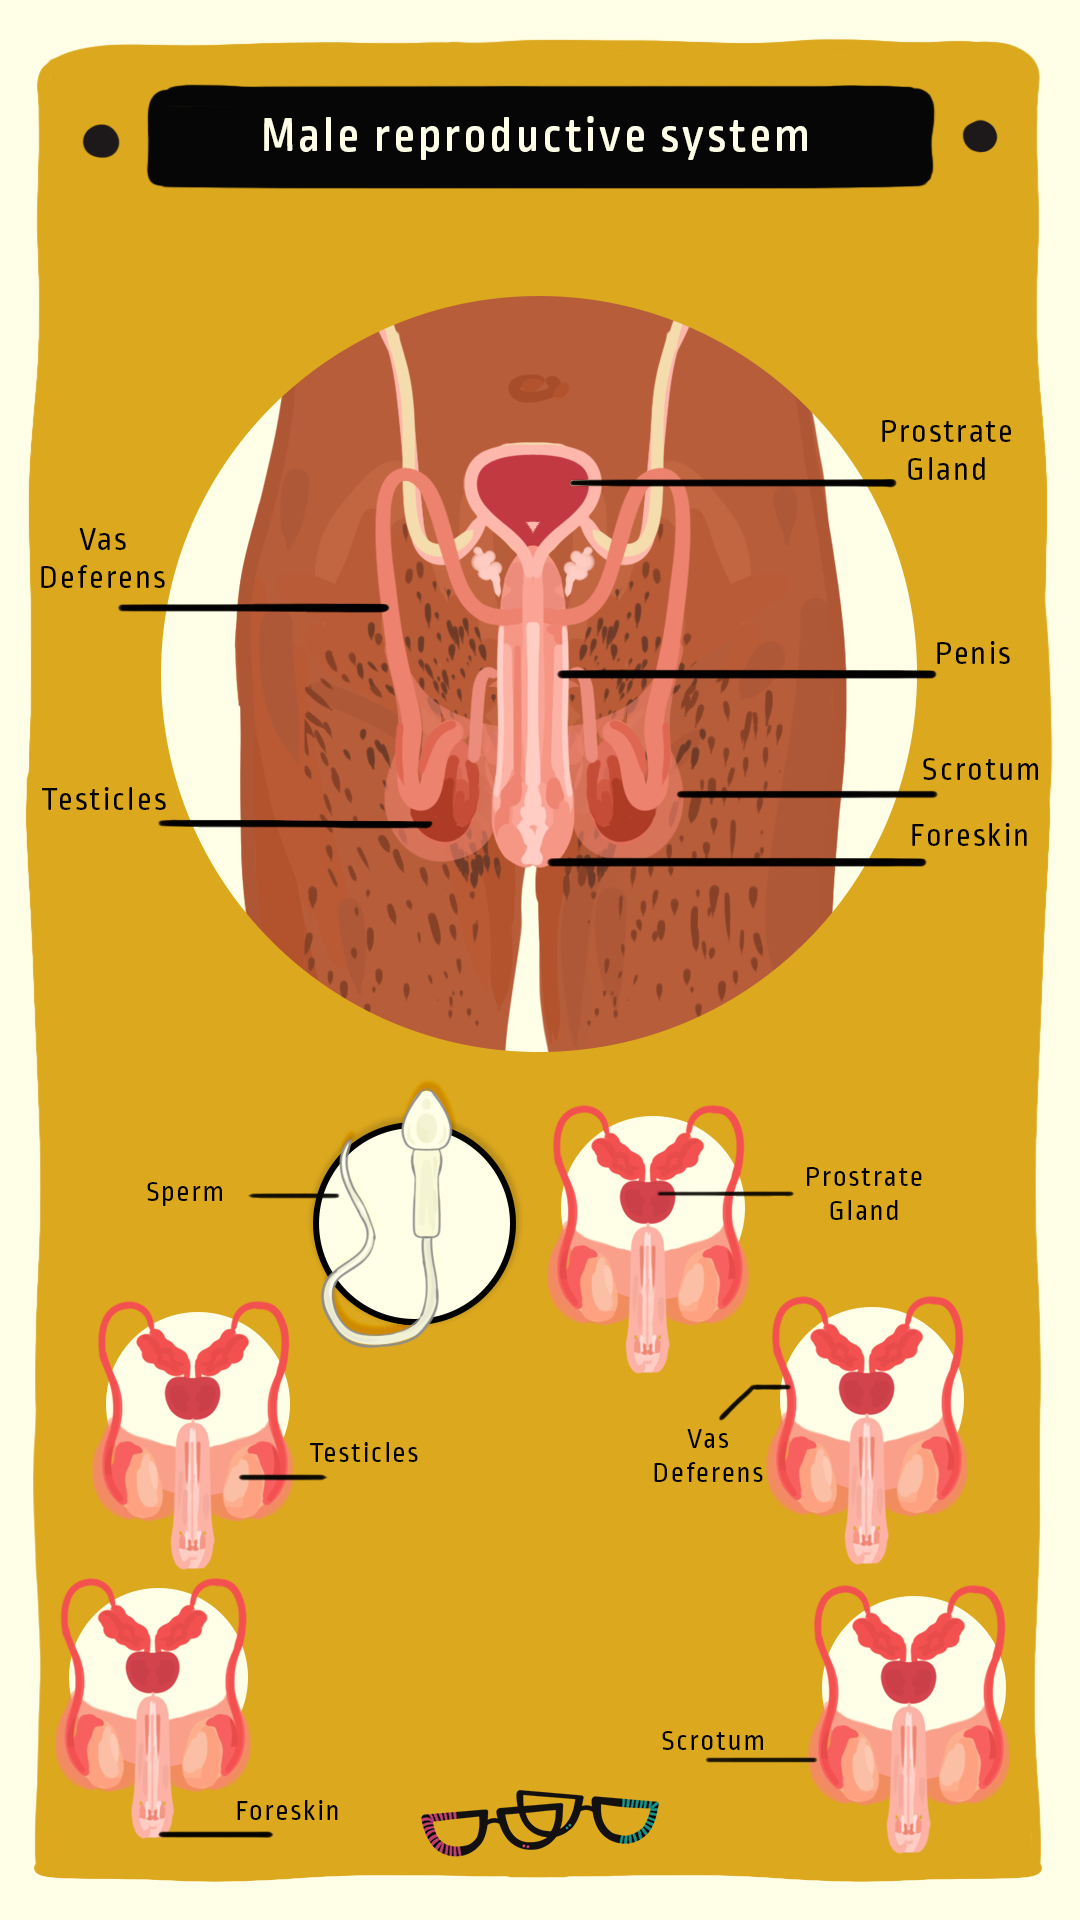 Male reproductive system
Prostrate
Gland
Vas
Deferens
Penis
Scrotum
Testicles
Foreskin
Sperm
Prostrate
Gland
Testicles
Vas
Deferens
Scrotum
Foreskin